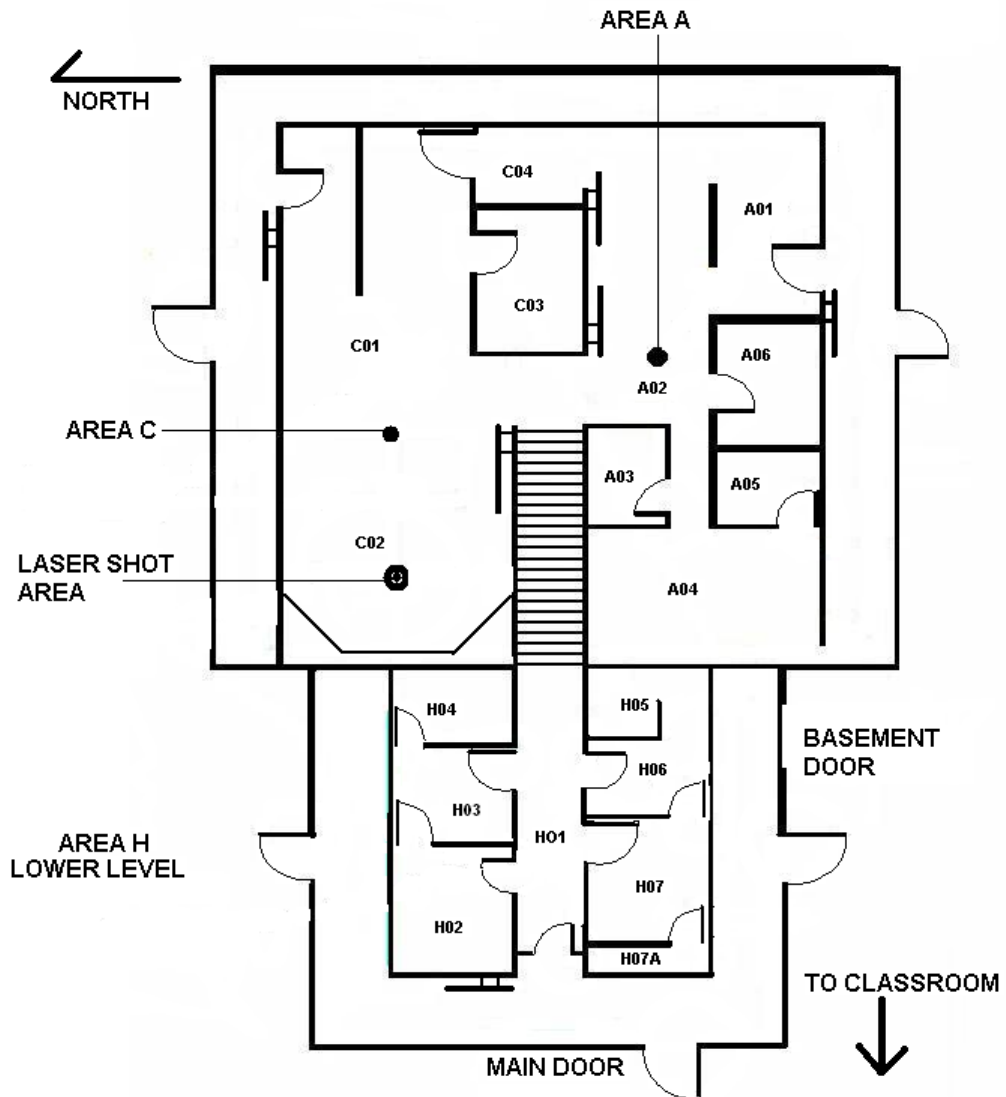 AREA A
NORTH
C04
A01
C03
C01
A06
A02
AREA C
A03
A05
C02
LASER SHOT
AREA
A04
H04
H05
BASEMENT
DOOR
H06
H03
AREA H
LOWER LEVEL
HO1
H07
H02
H07A
TO CLASSROOM
MAIN DOOR